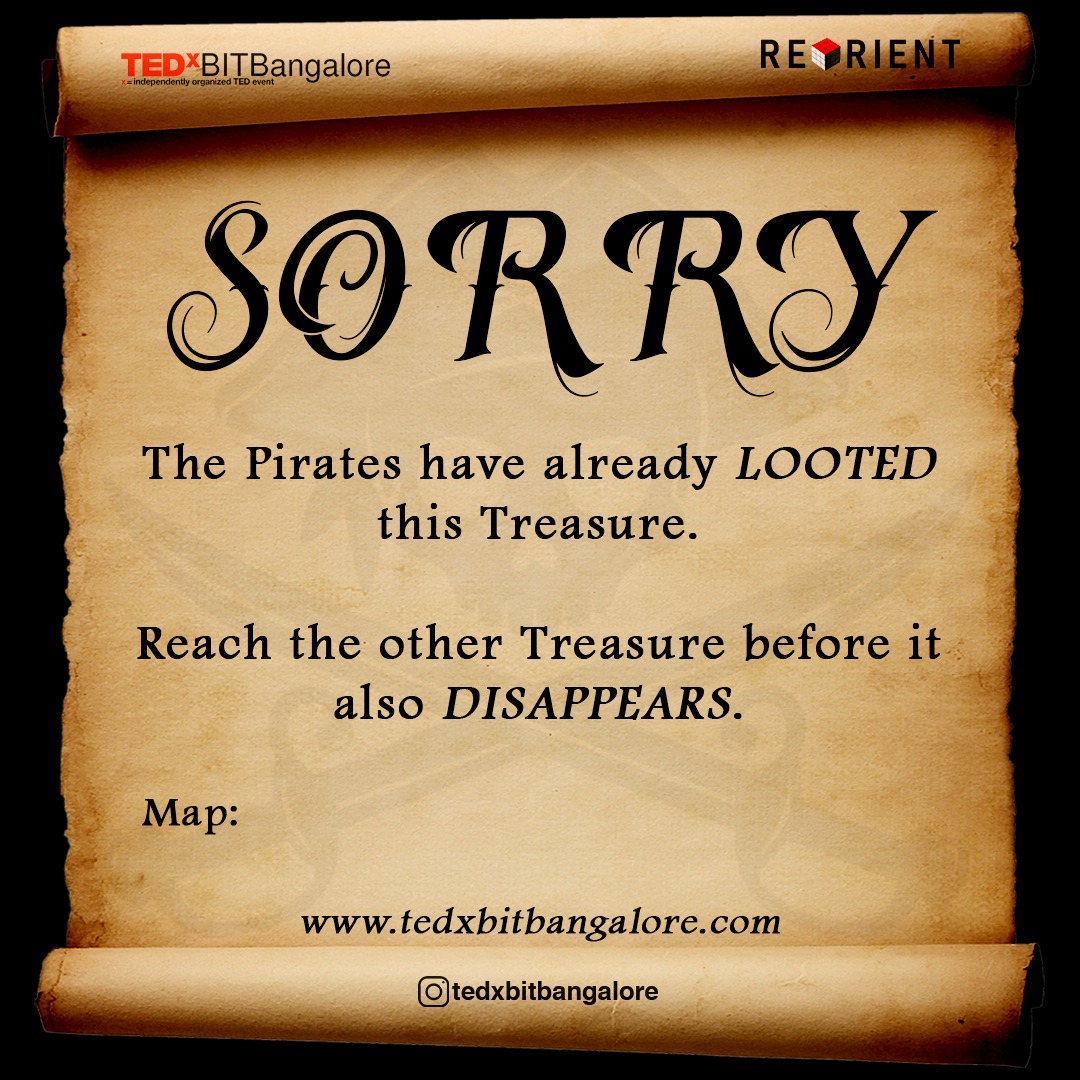 TEDxBITBangalore
x = independently organized TED event
REORIENT
SORRY
The Pirates have already LOOTED
this Treasure.
Reach the other Treasure before it
also DISAPPEARS.
Map:
www.tedxbitbangalore.com
tedxbitbangalore